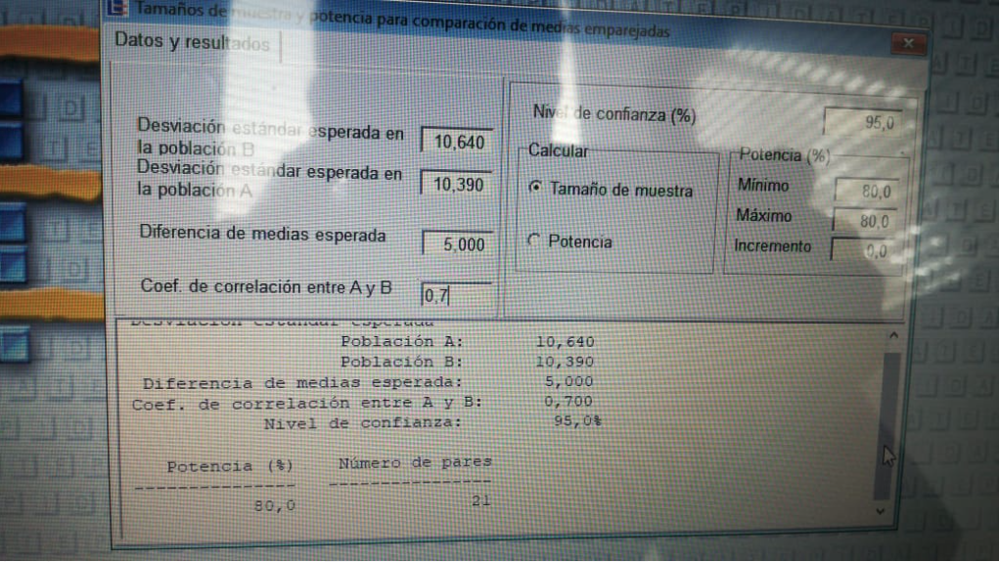 Tamaños de muestra y potencia para comparación de medias emparejadas
Datos y resultados
Desviación estándar esperada en
la población B
10,640
Desviación estándar esperada en
la población A
10,390
Diferencia de medias esperada
5,000
Coef. de correlación entre A y B
0,7
Nivel de confianza (%)
95,0
Calcular
Tamaño de muestra
Potencia
Potencia (%)
Mínimo
80,0
Máximo
80,0
Incremento
0,0
Desviación estándar esperada
Población A: 10,640
Población B: 10,390
Diferencia de medias esperada: 5,000
Coef. de correlación entre A y B: 0,700
Nivel de confianza: 95,0%
Potencia (%) Número de pares
80,0 21